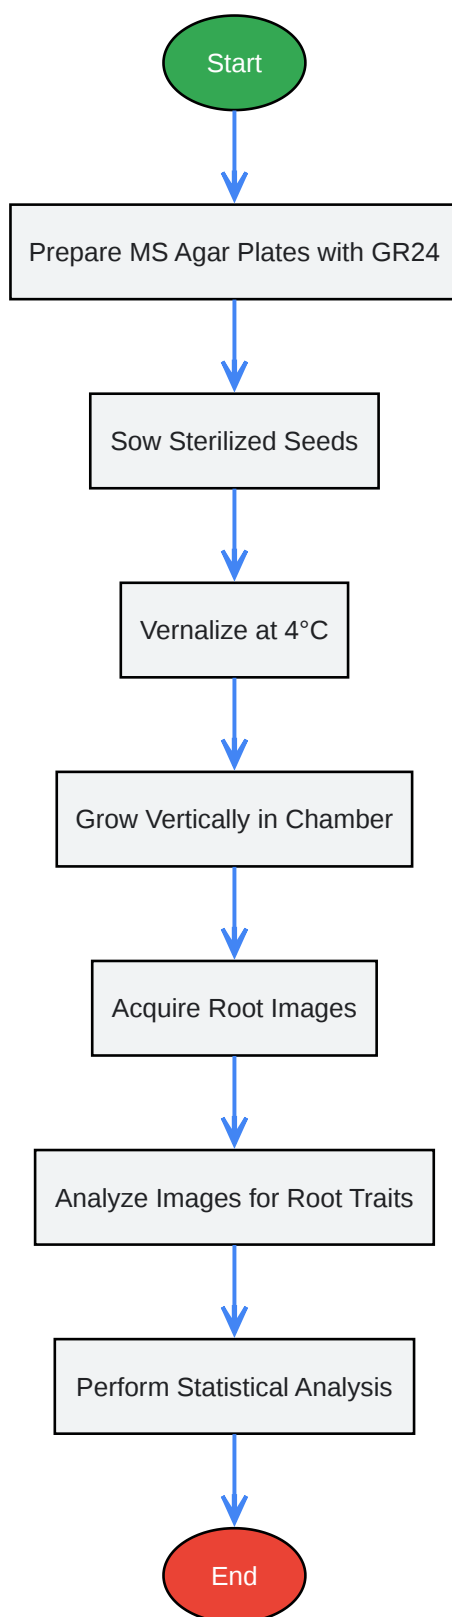 Start
Prepare MS Agar Plates with GR24
Sow Sterilized Seeds
Vernalize at 4°C
Grow Vertically in Chamber
Acquire Root Images
Analyze Images for Root Traits
Perform Statistical Analysis
End